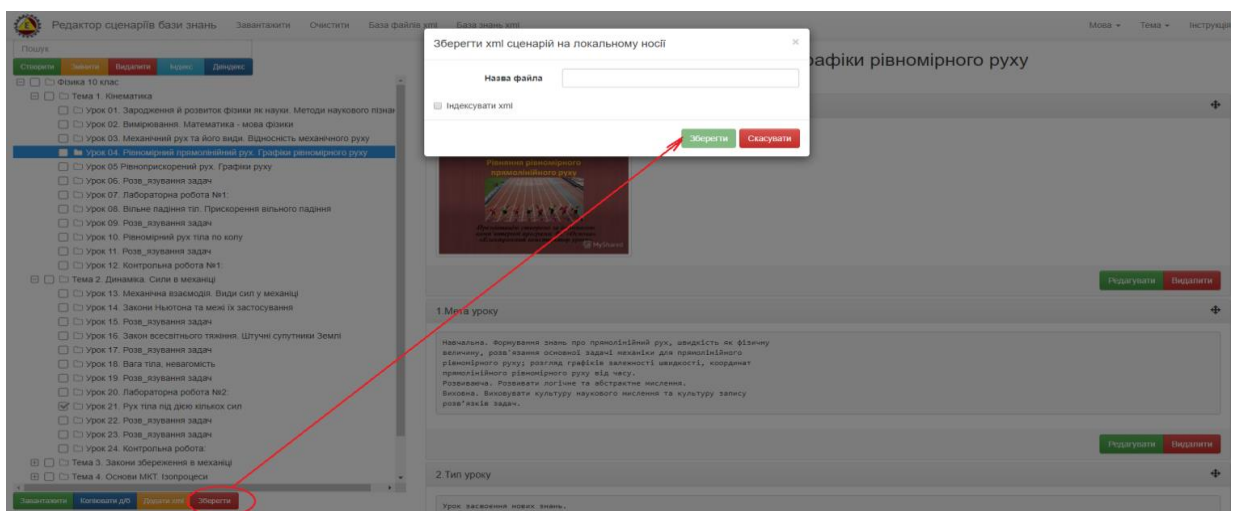 Редактор сценаріїв бази знань Завантажити Очистити База файлів xml База знань xml Мова Тема Інструкція
Пошук
Створити Змінити Видалити Індекс Деіндекс
Фізика 10 клас
Тема 1. Кінематика
Урок 01. Зародження й розвиток фізики як науки. Методи наукового пізнан
Урок 02. Вимірювання. Математика - мова фізики
Урок 03. Механічний рух та його види. Відносність механічного руху
Урок 04. Рівномірний прямолінійний рух. Графіки рівномірного руху
Урок 05 Рівноприскорений рух. Графіки руху
Урок 06. Розв_язування задач
Урок 07. Лабораторна робота №1:
Урок 08. Вільне падіння тіл. Прискорення вільного падіння
Урок 09. Розв_язування задач
Урок 10. Рівномірний рух тіла по колу
Урок 11. Розв_язування задач
Урок 12. Контрольна робота №1:
Тема 2. Динаміка. Сили в механіці
Урок 13. Механічна взаємодія. Види сил у механіці
Урок 14. Закони Ньютона та межі їх застосування
Урок 15. Розв_язування задач
Урок 16. Закон всесвітнього тяжіння. Штучні супутники Землі
Урок 17. Розв_язування задач
Урок 18. Вага тіла, невагомість
Урок 19. Розв_язування задач
Урок 20. Лабораторна робота №2:
Урок 21. Рух тіла під дією кількох сил
Урок 22. Розв_язування задач
Урок 23. Розв_язування задач
Урок 24. Контрольна робота:
Тема 3. Закони збереження в механіці
Тема 4. Основи МКТ. Ізопроцеси
Завантажити Копіювати д/б Додати xml Зберегти
Зберегти xml сценарій на локальному носії ×
Назва файла
Індексувати xml
Зберегти Скасувати
рафіки рівномірного руху
Рівняння рівномірного
прямолінійного руху
MyShared
Редагувати Видалити
1.Мета уроку
Навчальна. Формування знань про прямолінійний рух, швидкість як фізичну
величину, розв'язання основної задачі механіки для прямолінійного
рівномірного руху; розгляд графіків залежності швидкості, координат
прямолінійного рівномірного руху від часу.
Розвиваюча. Розвивати логічне та абстрактне мислення.
Виховна. Виховувати культуру наукового мислення та культуру запису
розв'язків задач.
Редагувати Видалити
2.Тип уроку
Урок засвоєння нових знань.